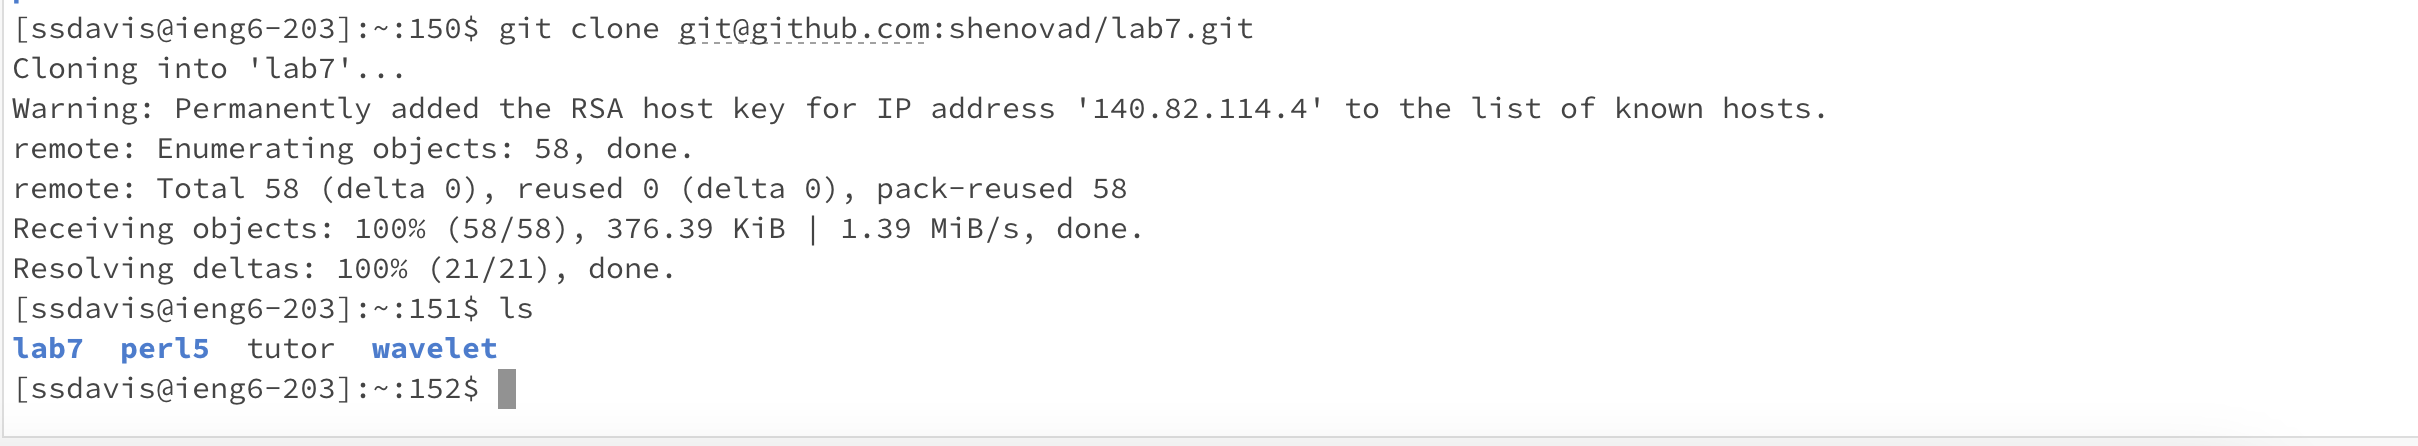 [ssdavis@ieng6-203]:~:150$ git clone git@github.com:shenovad/lab7.git
Cloning into 'lab7'...
Warning: Permanently added the RSA host key for IP address '140.82.114.4' to the list of known hosts.
remote: Enumerating objects: 58, done.
remote: Total 58 (delta 0), reused 0 (delta 0), pack-reused 58
Receiving objects: 100% (58/58), 376.39 KiB | 1.39 MiB/s, done.
Resolving deltas: 100% (21/21), done.
[ssdavis@ieng6-203]:~:151$ ls
lab7  perl5  tutor  wavelet
[ssdavis@ieng6-203]:~:152$